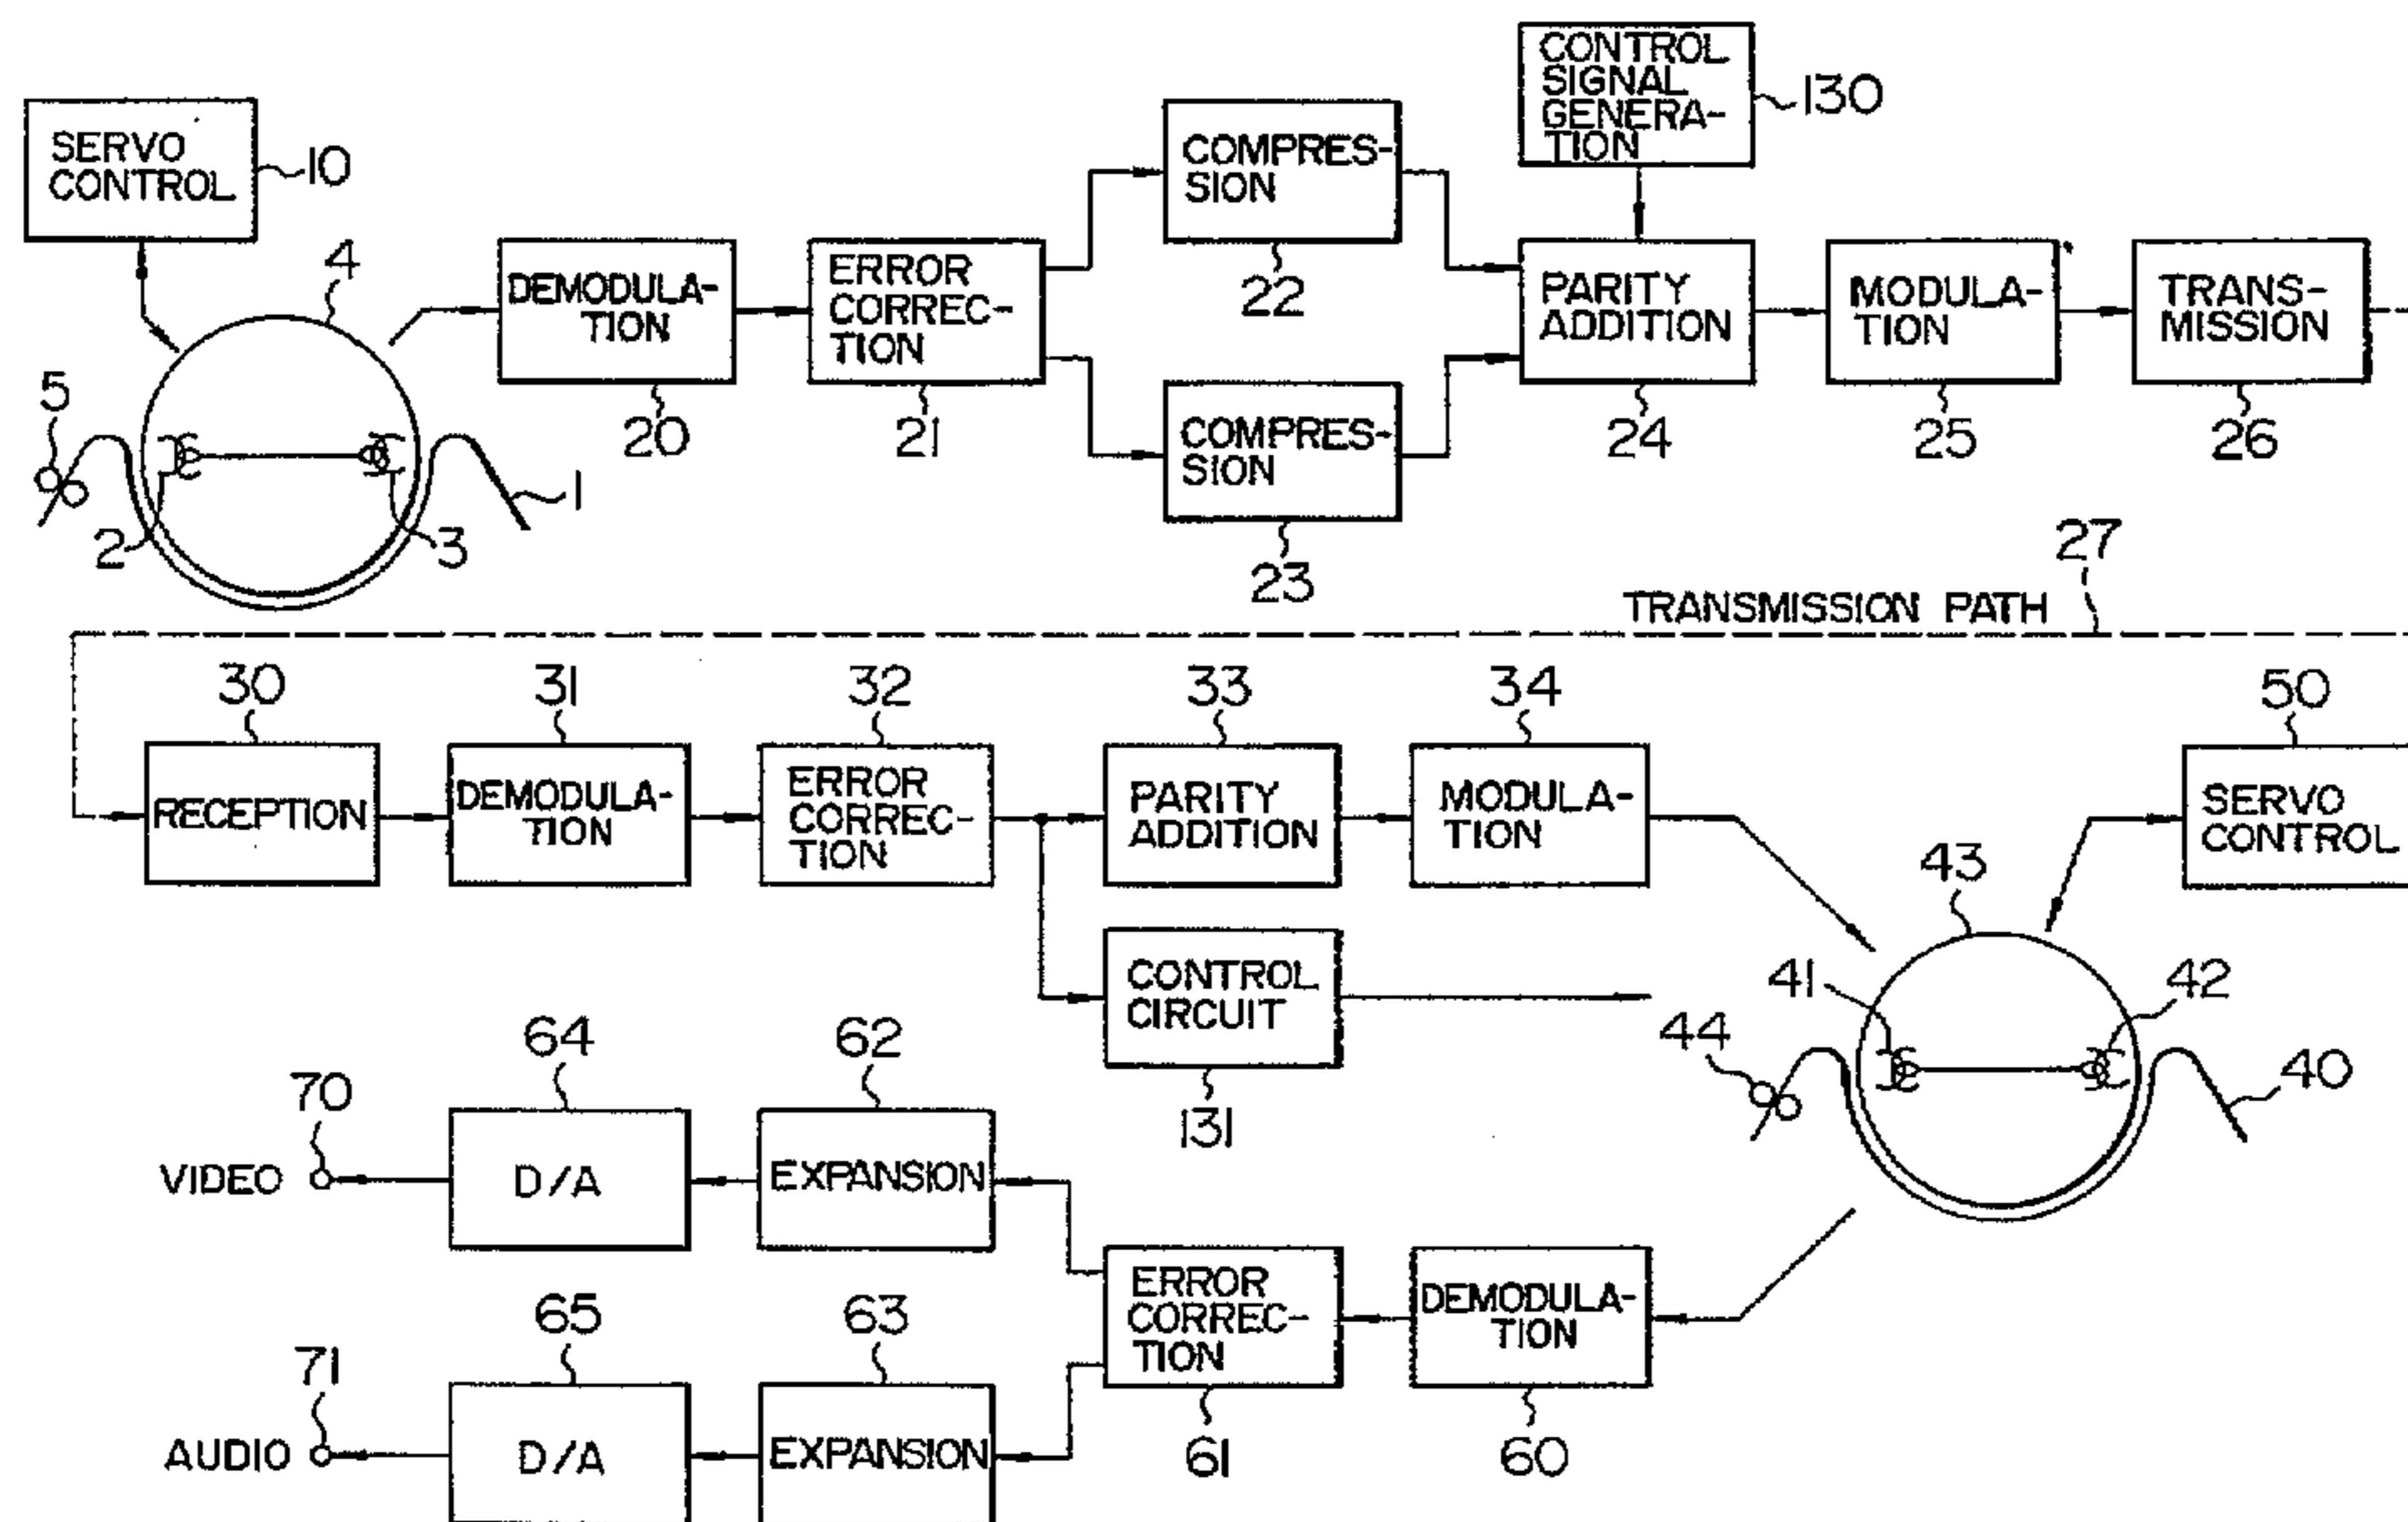 CONTROL
SIGNAL
GENERA-
TION
130
SERVO
CONTROL
10
COMPRES-
SION
22
4
DEMODULA-
TION
20
ERROR
CORREC-
TION
21
PARITY
ADDITION
24
MODULA-
TION
25
TRANS-
MISSION
26
5
COMPRES-
SION
23
1
2
3
27
TRANSMISSION PATH
30
31
32
33
34
50
RECEPTION
DEMODULA-
TION
ERROR
CORREC-
TION
PARITY
ADDITION
MODULA-
TION
SERVO
CONTROL
43
CONTROL
CIRCUIT
131
41
42
44
40
64
62
70
VIDEO
D/A
EXPANSION
ERROR
CORREC-
TION
61
DEMODULA-
TION
60
65
63
71
AUDIO
D/A
EXPANSION